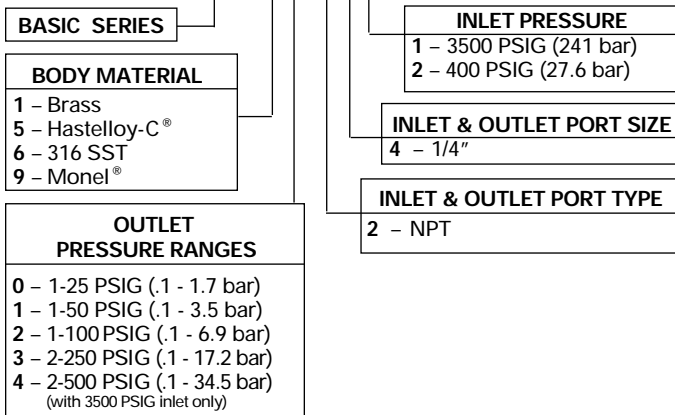 BASIC SERIES
BODY MATERIAL
1 – Brass
5 – Hastelloy-C®
6 – 316 SST
9 – Monel®
OUTLET
PRESSURE RANGES
0 – 1-25 PSIG (.1 - 1.7 bar)
1 – 1-50 PSIG (.1 - 3.5 bar)
2 – 1-100 PSIG (.1 - 6.9 bar)
3 – 2-250 PSIG (.1 - 17.2 bar)
4 – 2-500 PSIG (.1 - 34.5 bar)
(with 3500 PSIG inlet only)
INLET PRESSURE
1 – 3500 PSIG (241 bar)
2 – 400 PSIG (27.6 bar)
INLET & OUTLET PORT SIZE
4 – 1/4"
INLET & OUTLET PORT TYPE
2 – NPT